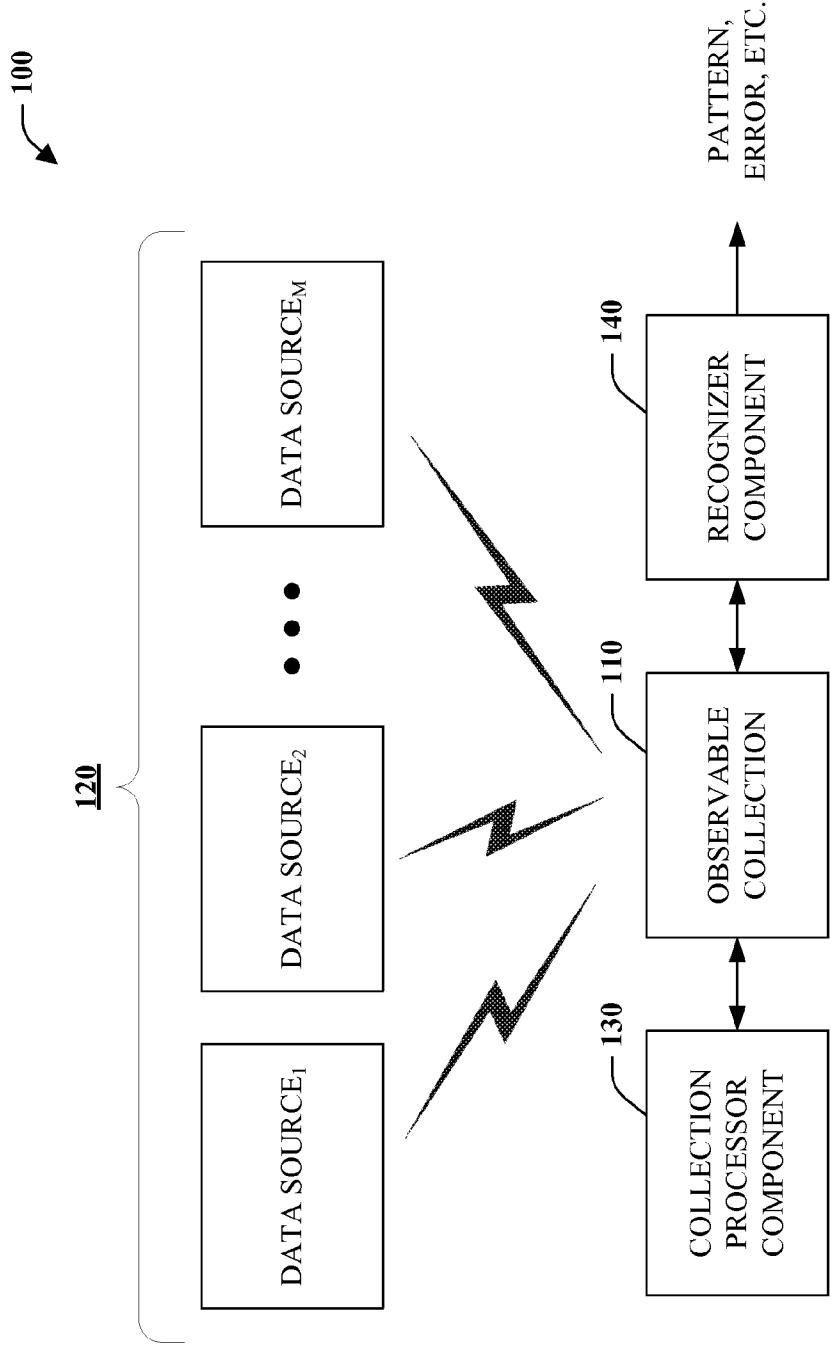 100
120
DATA SOURCE1
DATA SOURCE2
DATA SOURCEM
130
COLLECTION
PROCESSOR
COMPONENT
110
OBSERVABLE
COLLECTION
140
RECOGNIZER
COMPONENT
PATTERN,
ERROR, ETC.